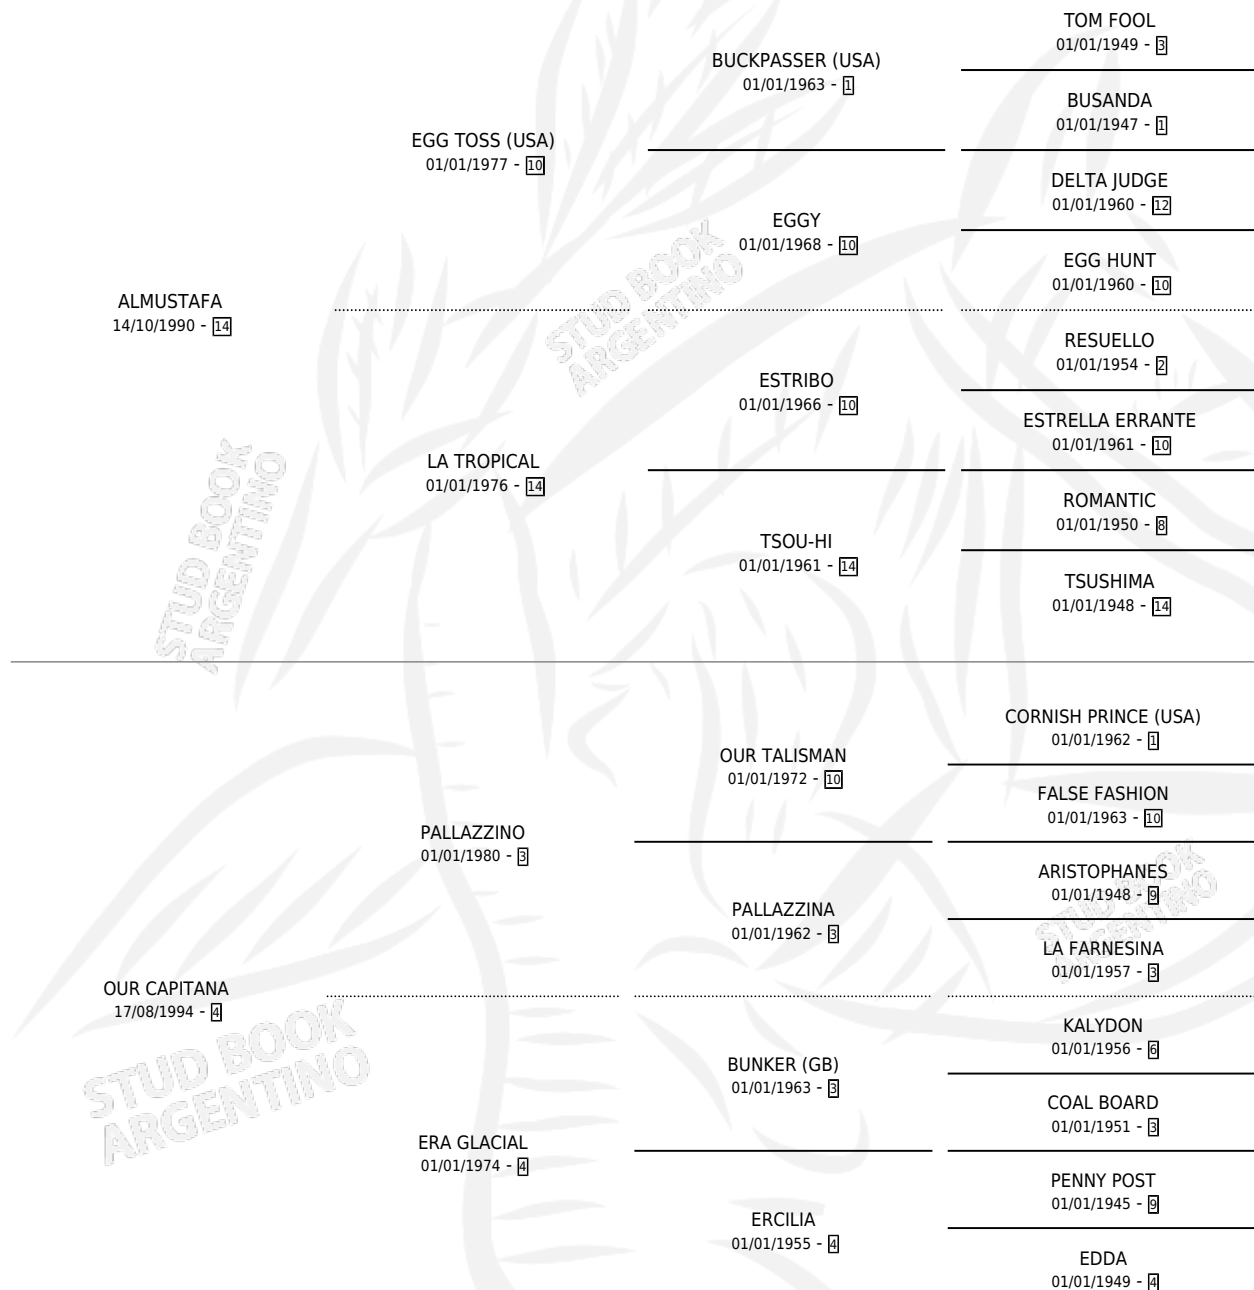 TOM FOOL
01/01/1949 - 3
BUCKPASSER (USA)
01/01/1963 - 1
BUSANDA
01/01/1947 - 1
EGG TOSS (USA)
01/01/1977 - 10
DELTA JUDGE
01/01/1960 - 12
EGGY
01/01/1968 - 10
EGG HUNT
01/01/1960 - 10
ALMUSTAFA
14/10/1990 - 14
RESUELLO
01/01/1954 - 2
ESTRIBO
01/01/1966 - 10
ESTRELLA ERRANTE
01/01/1961 - 10
LA TROPICAL
01/01/1976 - 14
ROMANTIC
01/01/1950 - 8
TSOU-HI
01/01/1961 - 14
TSUSHIMA
01/01/1948 - 14
CORNISH PRINCE (USA)
01/01/1962 - 1
OUR TALISMAN
01/01/1972 - 10
FALSE FASHION
01/01/1963 - 10
PALLAZZINO
01/01/1980 - 3
ARISTOPHANES
01/01/1948 - 9
PALLAZZINA
01/01/1962 - 3
LA FARNESINA
01/01/1957 - 3
OUR CAPITANA
17/08/1994 - 4
KALYDON
01/01/1956 - 6
BUNKER (GB)
01/01/1963 - 3
COAL BOARD
01/01/1951 - 3
ERA GLACIAL
01/01/1974 - 4
PENNY POST
01/01/1945 - 9
ERCILIA
01/01/1955 - 4
EDDA
01/01/1949 - 4
STUD BOOK
ARGENTINO
STUD BOOK
ARGENTINO
STUD BOOK
ARGENTINO
STUD BOOK
ARGENTINO